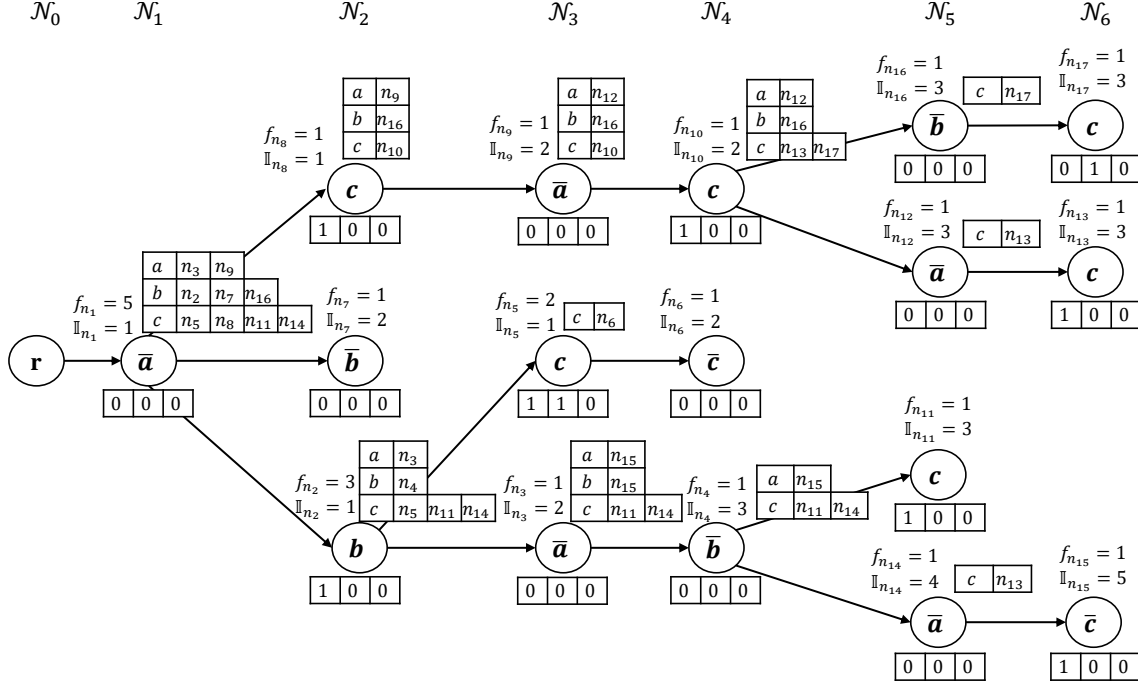 𝒩₀ 𝒩₁ 𝒩₂ 𝒩₃ 𝒩₄ 𝒩₅ 𝒩₆
f_{n₈} = 1
𝕀_{n₈} = 1
a n₉
b n₁₆
c n₁₀
c
1 0 0
f_{n₉} = 1
𝕀_{n₉} = 2
a n₁₂
b n₁₆
c n₁₀
a̅
0 0 0
f_{n₁₀} = 1
𝕀_{n₁₀} = 2
a n₁₂
b n₁₆
c n₁₃ n₁₇
c
1 0 0
f_{n₁₆} = 1
𝕀_{n₁₆} = 3
c n₁₇
b̅
0 0 0
f_{n₁₇} = 1
𝕀_{n₁₇} = 3
c
0 1 0
f_{n₁₂} = 1
𝕀_{n₁₂} = 3
c n₁₃
a̅
0 0 0
f_{n₁₃} = 1
𝕀_{n₁₃} = 3
c
1 0 0
r
f_{n₁} = 5
𝕀_{n₁} = 1
a n₃ n₉
b n₂ n₇ n₁₆
c n₅ n₈ n₁₁ n₁₄
a̅
0 0 0
f_{n₇} = 1
𝕀_{n₇} = 2
b̅
0 0 0
f_{n₅} = 2
𝕀_{n₅} = 1
c n₆
c
1 1 0
f_{n₆} = 1
𝕀_{n₆} = 2
c̅
0 0 0
f_{n₂} = 3
𝕀_{n₂} = 1
a n₃
b n₄
c n₅ n₁₁ n₁₄
b
1 0 0
f_{n₃} = 1
𝕀_{n₃} = 2
a n₁₅
b n₁₅
c n₁₁ n₁₄
a̅
0 0 0
f_{n₄} = 1
𝕀_{n₄} = 3
a n₁₅
c n₁₁ n₁₄
b̅
0 0 0
f_{n₁₁} = 1
𝕀_{n₁₁} = 3
c
1 0 0
f_{n₁₄} = 1
𝕀_{n₁₄} = 4
c n₁₃
a̅
0 0 0
f_{n₁₅} = 1
𝕀_{n₁₅} = 5
c̅
1 0 0